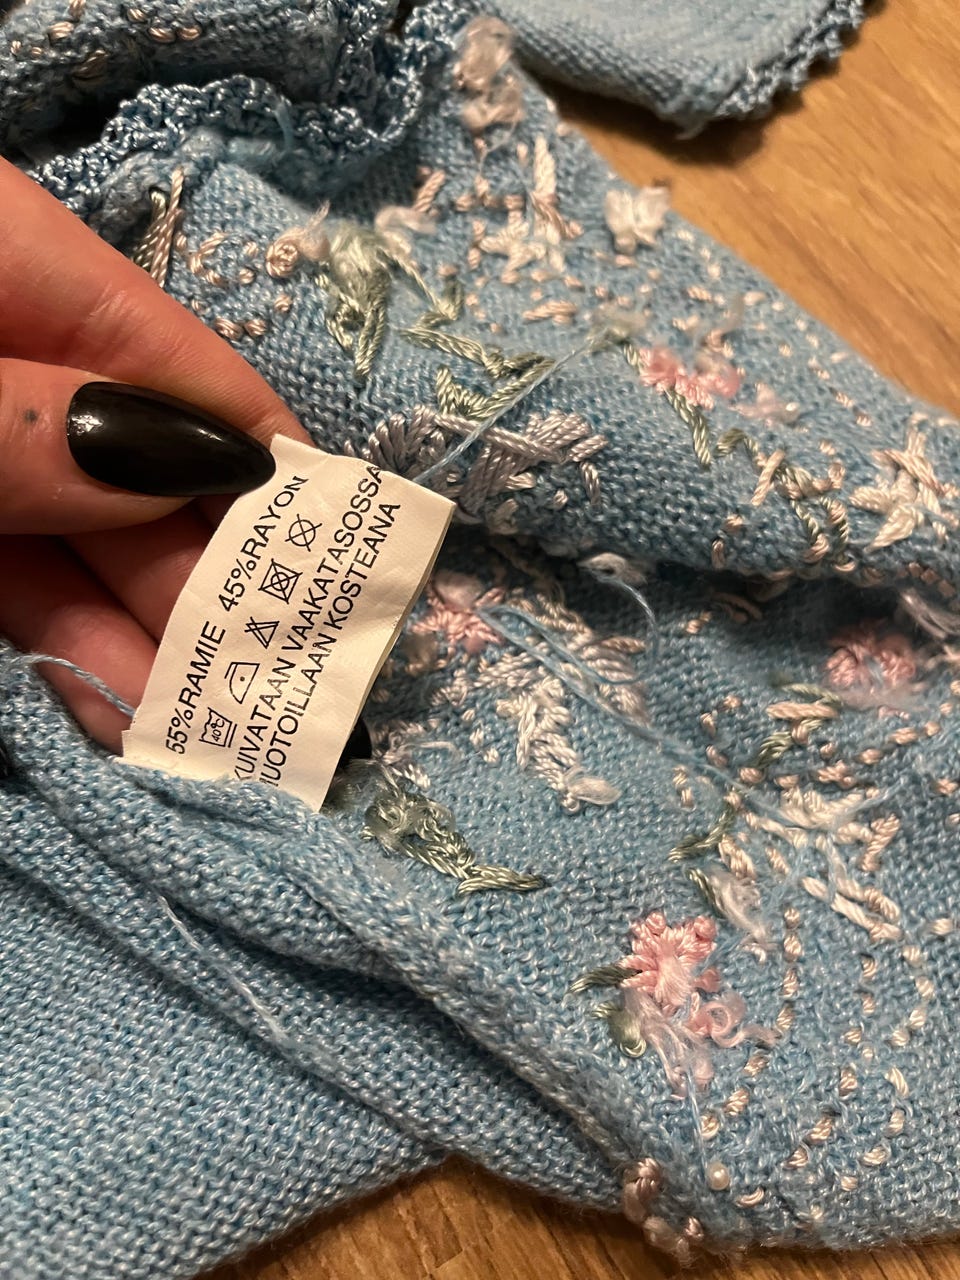 55%RAMIE 45%RAYON
40°C
KUIVATAAN VAAKATASOSSA
MUOTOILLAAN KOSTEANA